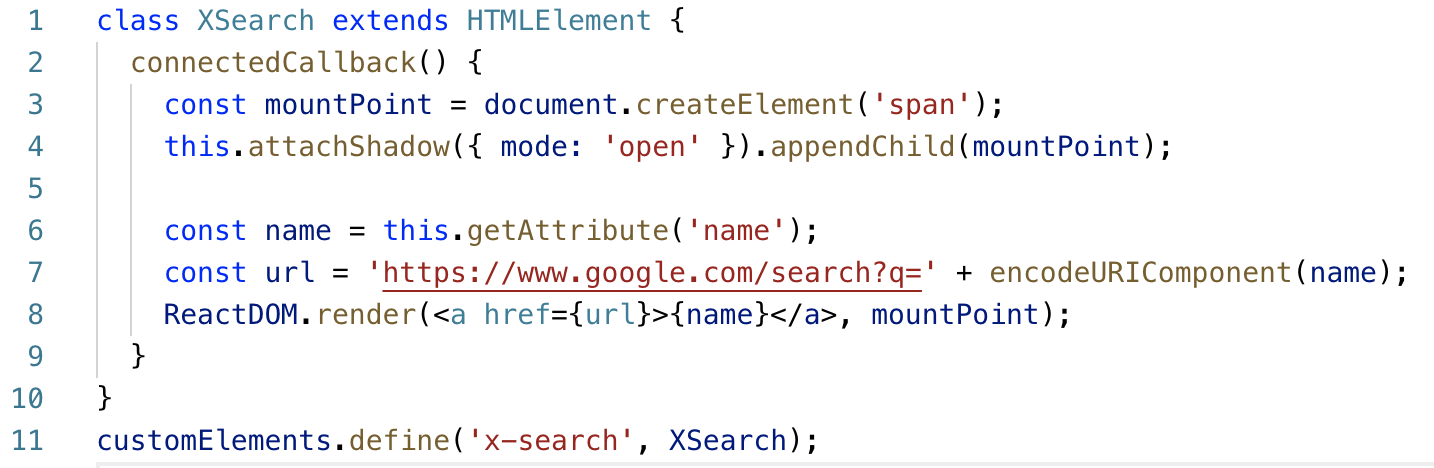 1 class XSearch extends HTMLElement {
2 connectedCallback() {
3 const mountPoint = document.createElement('span');
4 this.attachShadow({ mode: 'open' }).appendChild(mountPoint);
5
6 const name = this.getAttribute('name');
7 const url = 'https://www.google.com/search?q=' + encodeURIComponent(name);
8 ReactDOM.render(<a href={url}>{name}</a>, mountPoint);
9 }
10 }
11 customElements.define('x-search', XSearch);